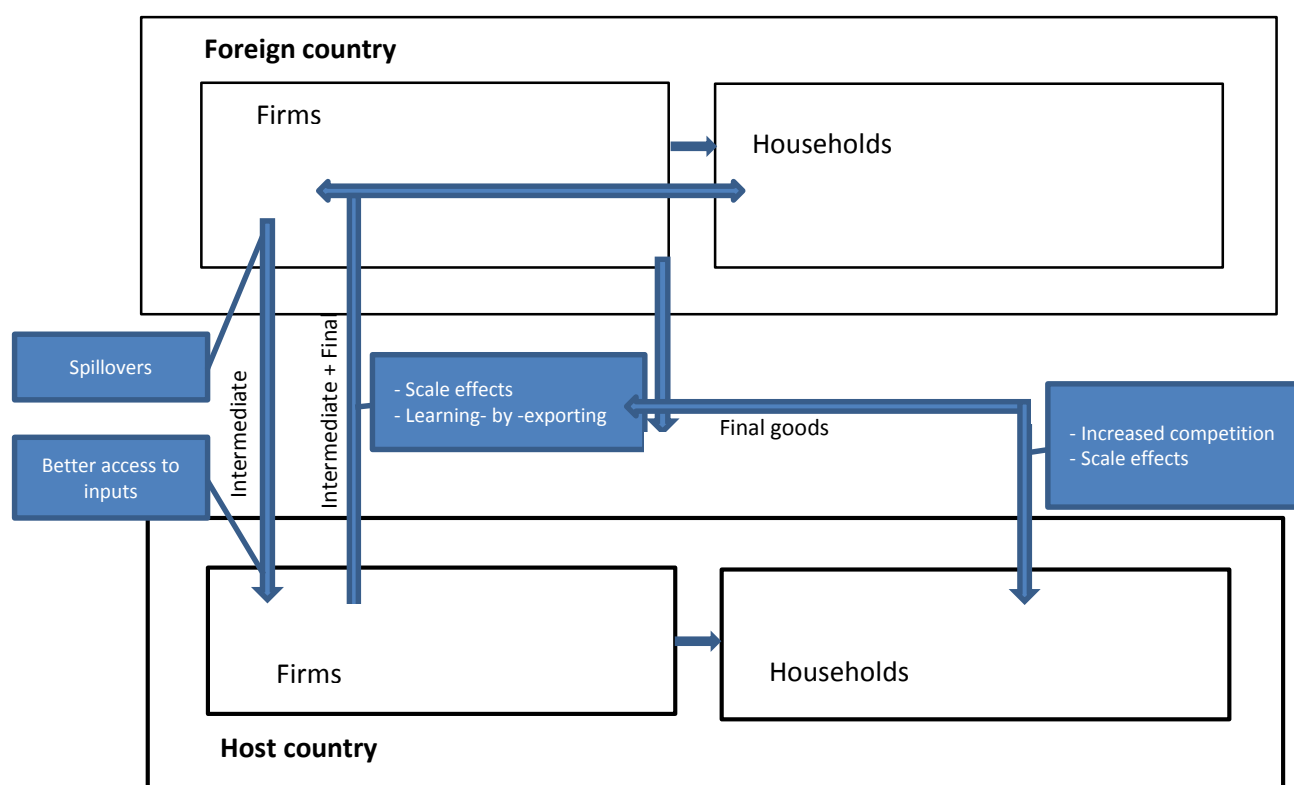 Foreign country
Firms
Households
Spillovers
Intermediate
Intermediate + Final
- Scale effects
- Learning- by -exporting
Final goods
- Increased competition
- Scale effects
Better access to
inputs
Firms
Households
Host country